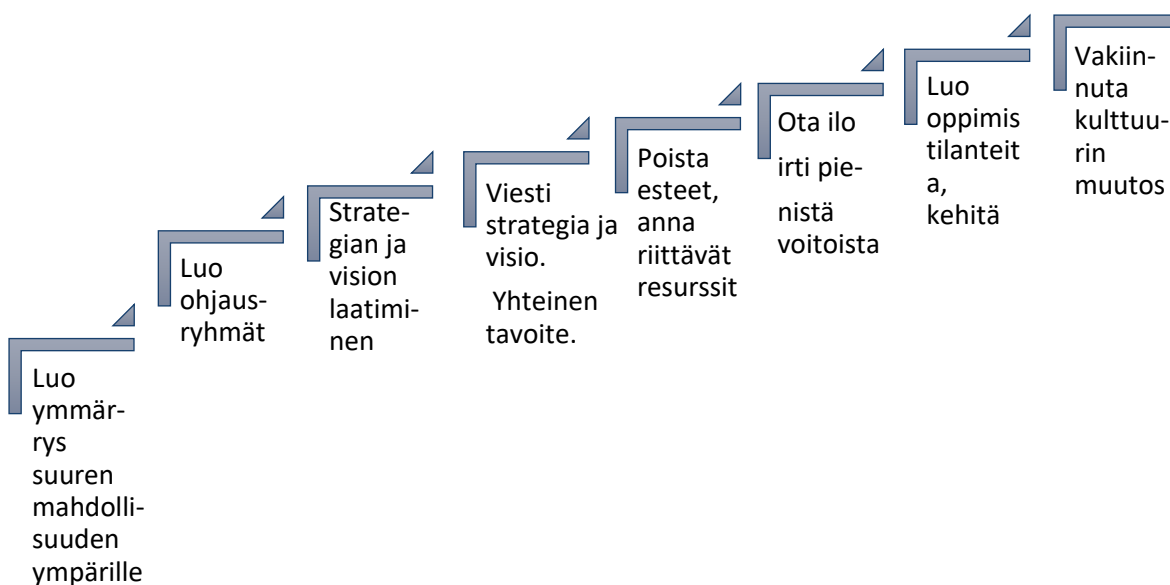 Luo
ymmär-
rys
suuren
mahdolli-
suuden
ympärille
Luo
ohjaus-
ryhmät
Strate-
gian ja
vision
laatimi-
nen
Viesti
strategia ja
visio.
Yhteinen
tavoite.
Poista
esteet,
anna
riittävät
resurssit
Ota ilo
irti pie-
nistä
voitoista
Luo
oppimis
tilanteit
a,
kehitä
Vakiin-
nuta
kulttuu-
rin
muutos